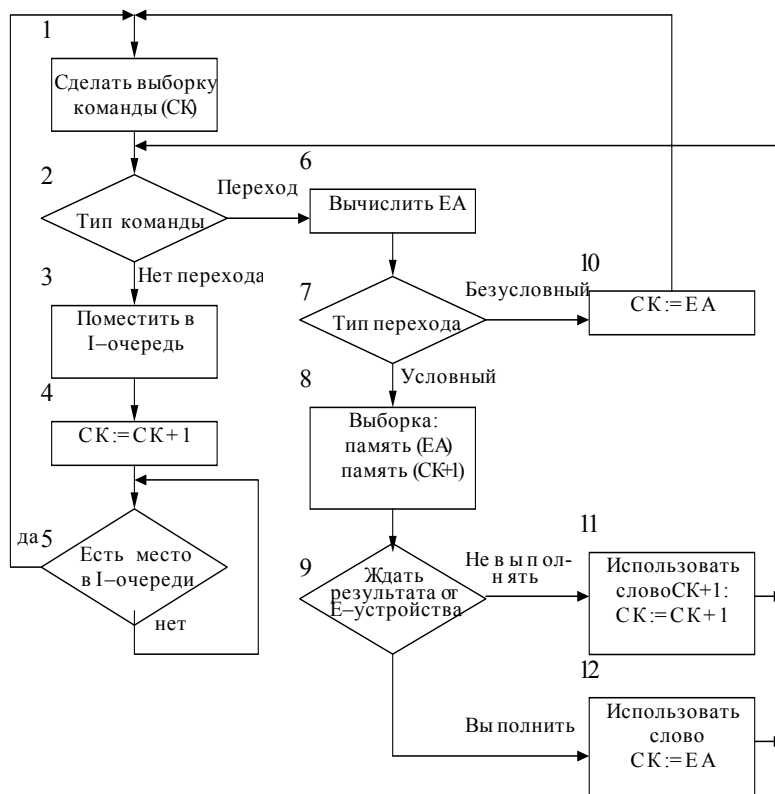 1
Сделать выборку
команды (СК)
2
Тип команды
Переход
6
Вычислить ЕА
3
Нет перехода
Поместить в
I–очередь
7
Тип перехода
Безусловный
10
СК:=ЕА
4
СК:=СК+1
8
Условный
Выборка:
память (ЕА)
память (СК+1)
да
5
Есть место
в I–очереди
нет
9
Ждать
результата от
Е–устройства
Не выпол-
нять
11
Использовать
словоСК+1:
СК:=СК+1
Выполнить
12
Использовать
слово
СК:=ЕА